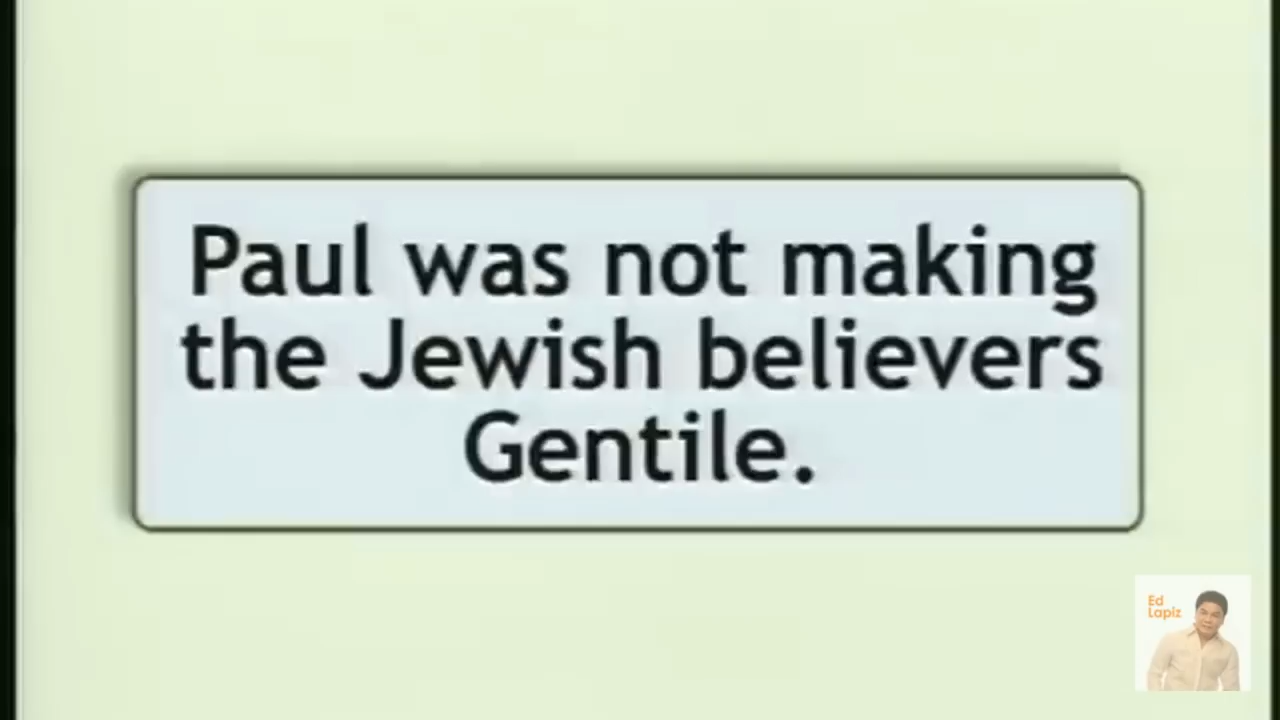 Paul was not making
the Jewish believers
Gentile.
Ed
Lapiz